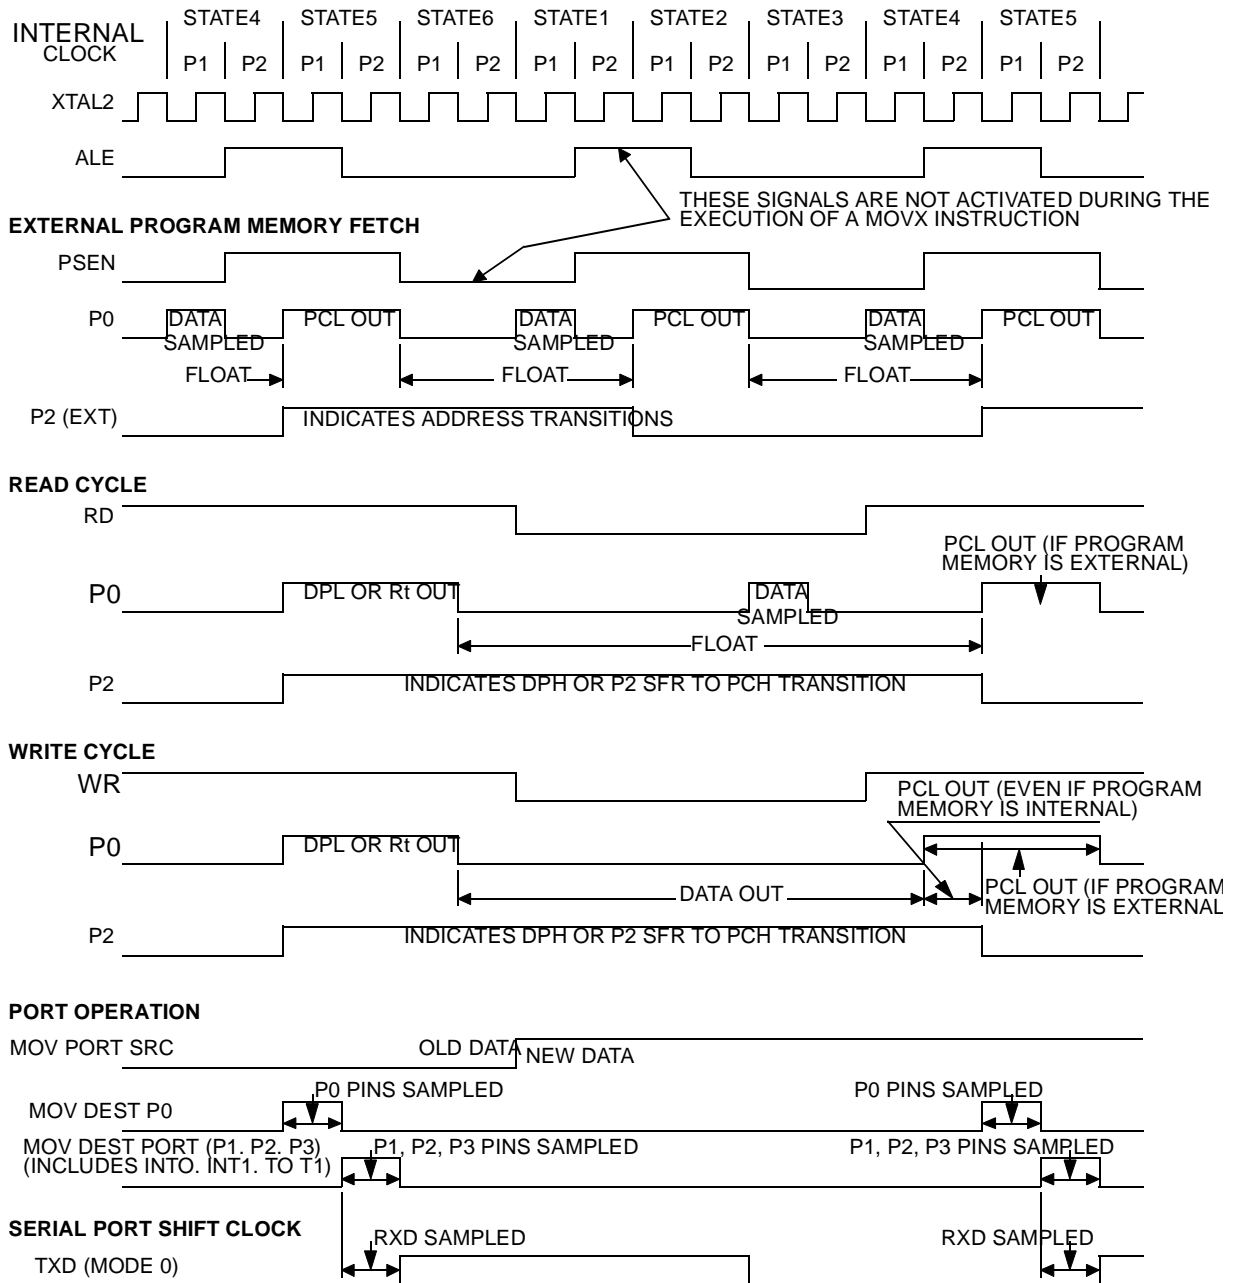 INTERNAL
CLOCK
STATE4 STATE5 STATE6 STATE1 STATE2 STATE3 STATE4 STATE5
P1 P2 P1 P2 P1 P2 P1 P2 P1 P2 P1 P2 P1 P2 P1 P2
XTAL2
ALE
THESE SIGNALS ARE NOT ACTIVATED DURING THE
EXECUTION OF A MOVX INSTRUCTION
EXTERNAL PROGRAM MEMORY FETCH
PSEN
P0
DATA
SAMPLED
PCL OUT
DATA
SAMPLED
PCL OUT
DATA
SAMPLED
PCL OUT
FLOAT FLOAT FLOAT
P2 (EXT)
INDICATES ADDRESS TRANSITIONS
READ CYCLE
RD
PCL OUT (IF PROGRAM
MEMORY IS EXTERNAL)
P0
DPL OR Rt OUT
DATA
SAMPLED
FLOAT
P2
INDICATES DPH OR P2 SFR TO PCH TRANSITION
WRITE CYCLE
WR
PCL OUT (EVEN IF PROGRAM
MEMORY IS INTERNAL)
P0
DPL OR Rt OUT
DATA OUT
PCL OUT (IF PROGRAM
MEMORY IS EXTERNAL
P2
INDICATES DPH OR P2 SFR TO PCH TRANSITION
PORT OPERATION
MOV PORT SRC
OLD DATA
NEW DATA
P0 PINS SAMPLED P0 PINS SAMPLED
MOV DEST P0
MOV DEST PORT (P1. P2. P3)
(INCLUDES INTO. INT1. TO T1)
P1, P2, P3 PINS SAMPLED P1, P2, P3 PINS SAMPLED
SERIAL PORT SHIFT CLOCK
RXD SAMPLED RXD SAMPLED
TXD (MODE 0)